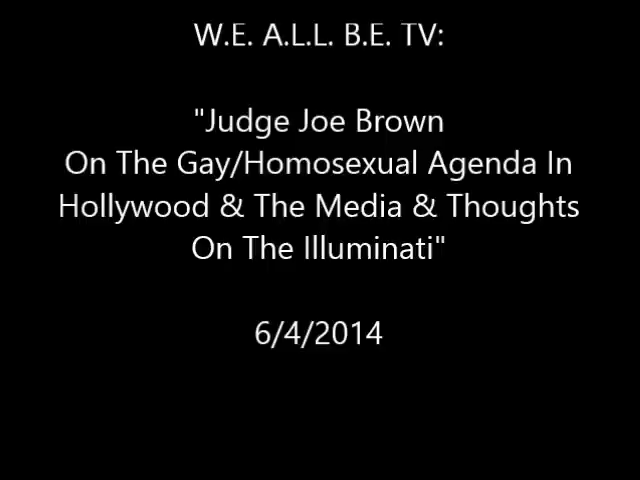 W.E. A.L.L. B.E. TV:
"Judge Joe Brown
On The Gay/Homosexual Agenda In
Hollywood & The Media & Thoughts
On The Illuminati"
6/4/2014